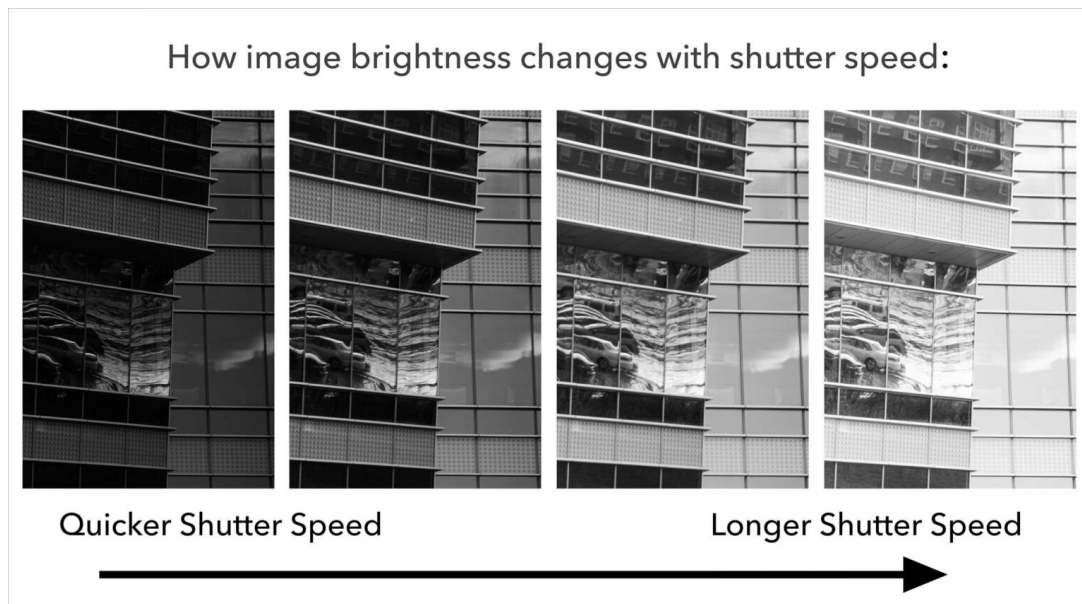 How image brightness changes with shutter speed:
Quicker Shutter Speed
Longer Shutter Speed